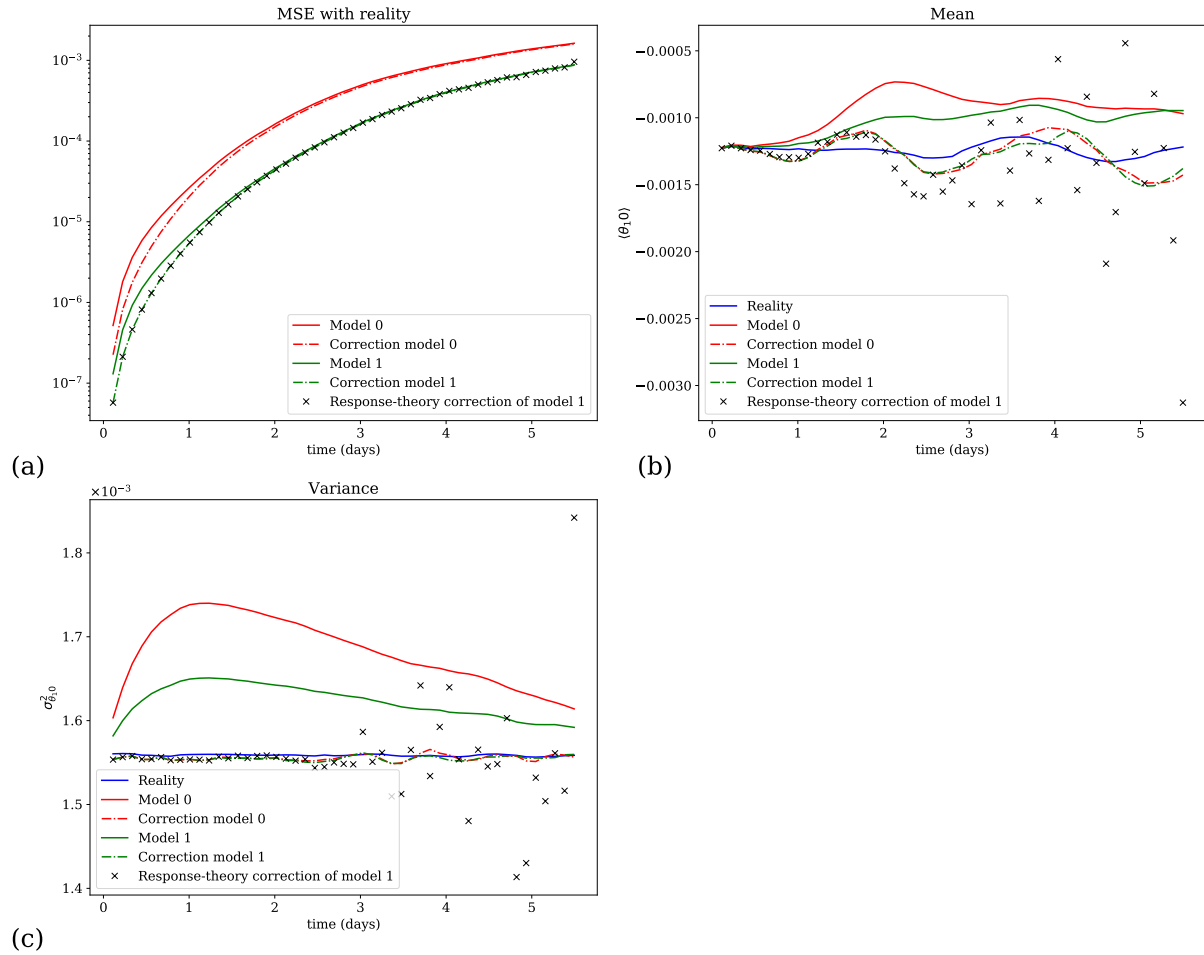 MSE with reality
10⁻³
10⁻⁴
10⁻⁵
10⁻⁶
10⁻⁷
Model 0
Correction model 0
Model 1
Correction model 1
Response-theory correction of model 1
0 1 2 3 4 5
time (days)
(a)
Mean
−0.0005
−0.0010
−0.0015
−0.0020
−0.0025
−0.0030
⟨θ₁0⟩
Reality
Model 0
Correction model 0
Model 1
Correction model 1
Response-theory correction of model 1
0 1 2 3 4 5
time (days)
(b)
×10⁻³
Variance
1.8
1.7
1.6
1.5
1.4
σ²θ₁0
Reality
Model 0
Correction model 0
Model 1
Correction model 1
Response-theory correction of model 1
0 1 2 3 4 5
time (days)
(c)